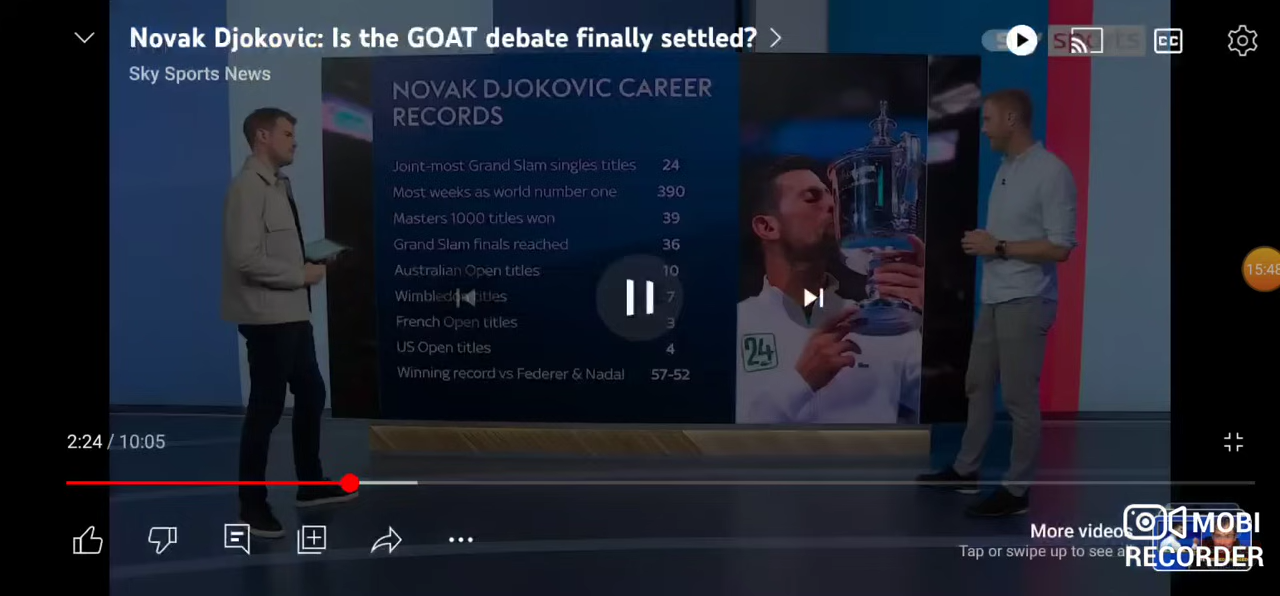 Novak Djokovic: Is the GOAT debate finally settled?
Sky Sports News
CC
NOVAK DJOKOVIC CAREER
RECORDS
Joint-most Grand Slam singles titles 24
Most weeks as world number one 390
Masters 1000 titles won 39
Grand Slam finals reached 36
Australian Open titles 10
Wimbledon titles 7
French Open titles 3
US Open titles 4
Winning record vs Federer & Nadal 57-52
24
15:48
2:24 / 10:05
More videos
Tap or swipe up to see
MOBI
RECORDER